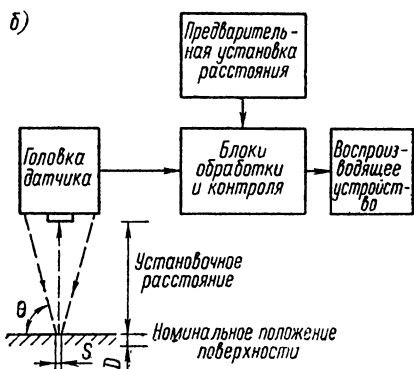 б)
Предваритель-
ная установка
расстояния
Головка
датчика
Блоки
обработки
и контроля
Воспроиз-
водящее
устройст-
во
Установочное
расстояние
θ
Номинальное положение
поверхности
S
D